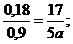 0,18/0,9 = 17/5a;